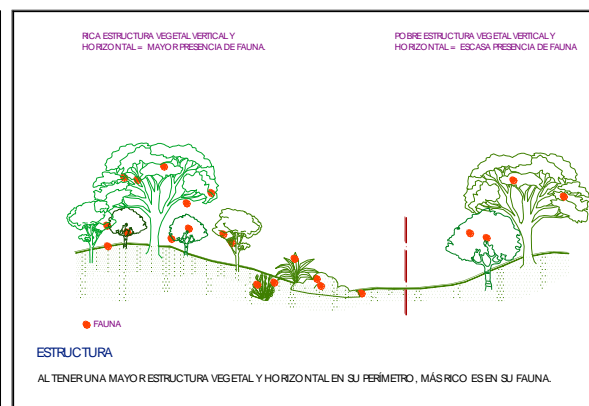 RICA ESTRUCTURA VEGETAL VERTICAL Y
HORIZONTAL = MAYOR PRESENCIA DE FAUNA.
POBRE ESTRUCTURA VEGETAL VERTICAL Y
HORIZONTAL = ESCASA PRESENCIA DE FAUNA
FAUNA
ESTRUCTURA
AL TENER UNA MAYOR ESTRUCTURA VEGETAL Y HORIZONTAL EN SU PERÍMETRO, MÁS RICO ES EN SU FAUNA.